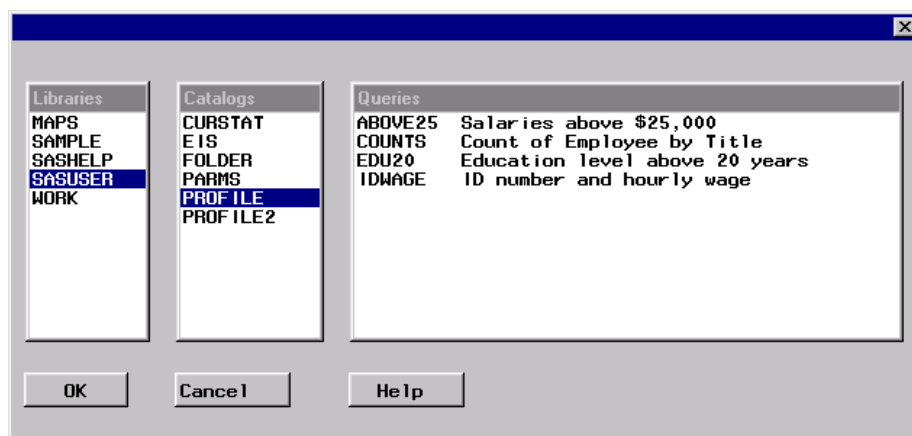 Libraries
MAPS
SAMPLE
SASHELP
SASUSER
WORK
Catalogs
CURSTAT
EIS
FOLDER
PARMS
PROFILE
PROFILE2
Queries
ABOVE25 Salaries above $25,000
COUNTS Count of Employee by Title
EDU20 Education level above 20 years
IDWAGE ID number and hourly wage
OK
Cancel
Help